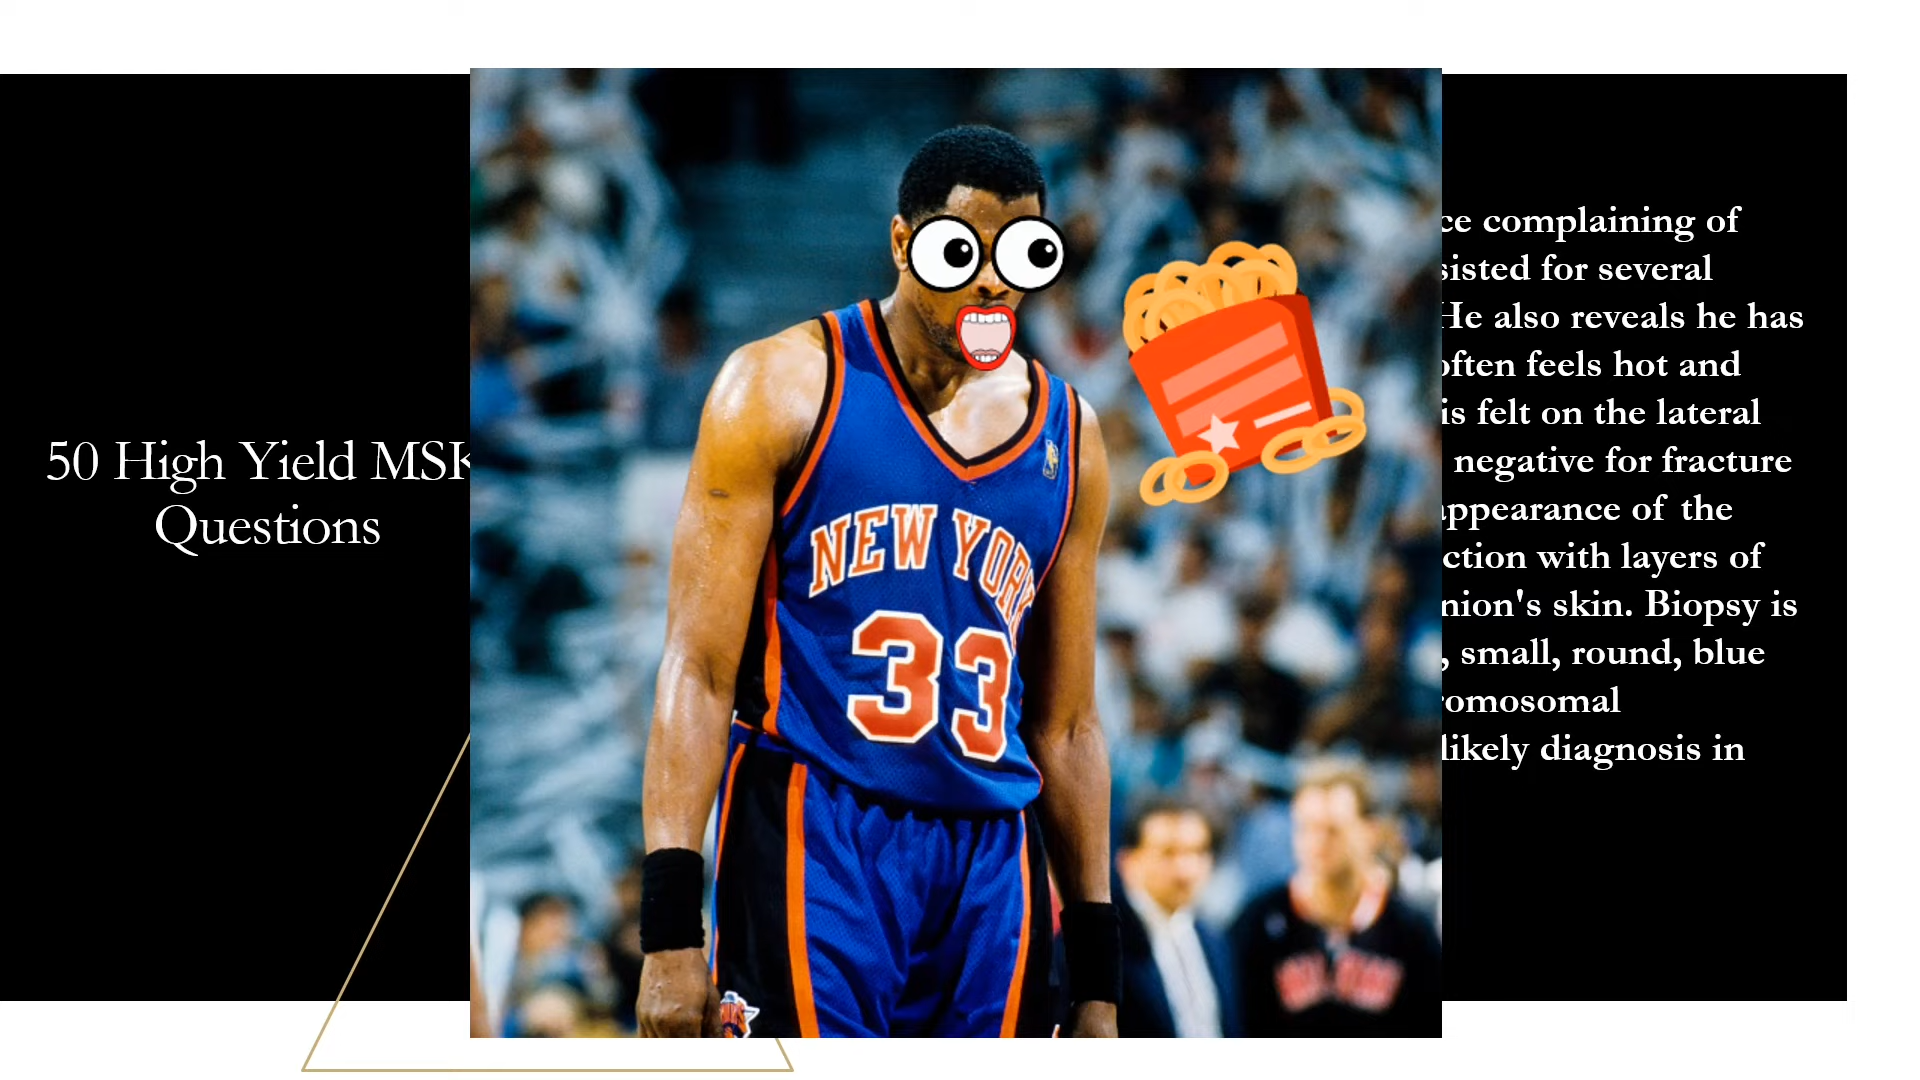 50 High Yield MSK
Questions
NEW YORK
33
ce complaining of
sisted for several
He also reveals he has
often feels hot and
is felt on the lateral
negative for fracture
appearance of the
ction with layers of
nion's skin. Biopsy is
, small, round, blue
romosomal
likely diagnosis in